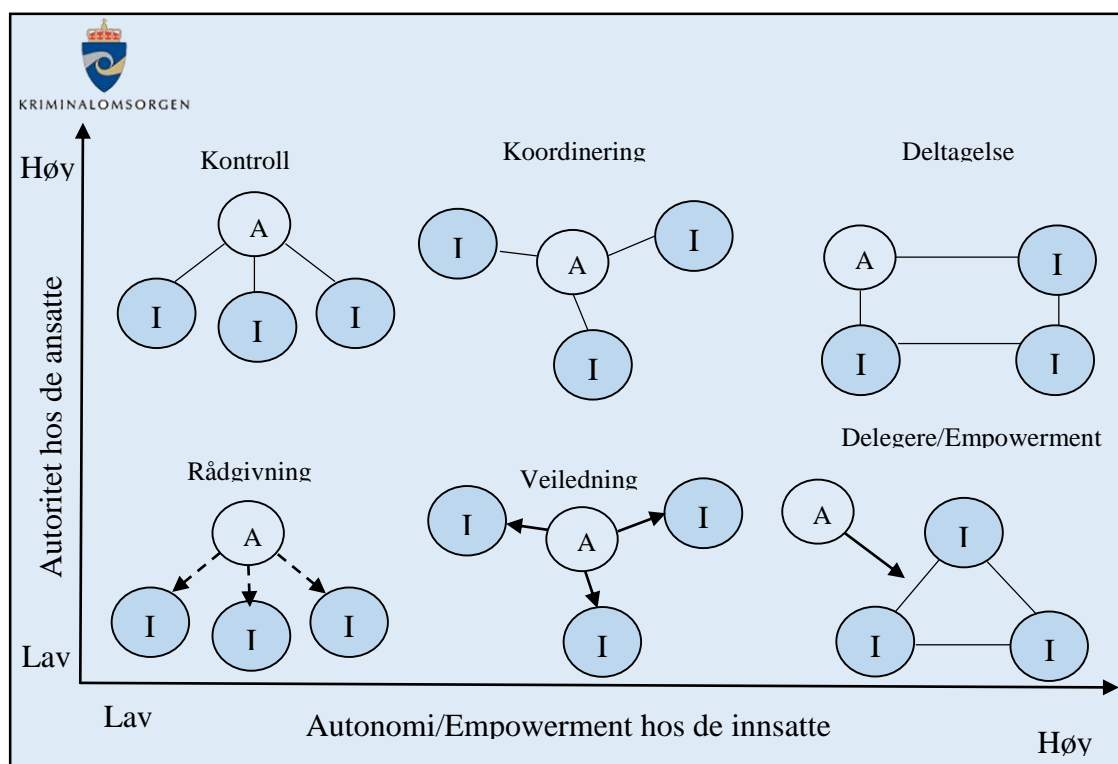 KRIMINALOMSORGEN
Høy
Autoritet hos de ansatte
Lav
Kontroll
A
I
I
I
Koordinering
I
A
I
I
Deltagelse
A
I
I
I
Rådgivning
A
I
I
I
Veiledning
I
A
I
I
Delegere/Empowerment
A
I
I
I
Lav
Autonomi/Empowerment hos de innsatte
Høy